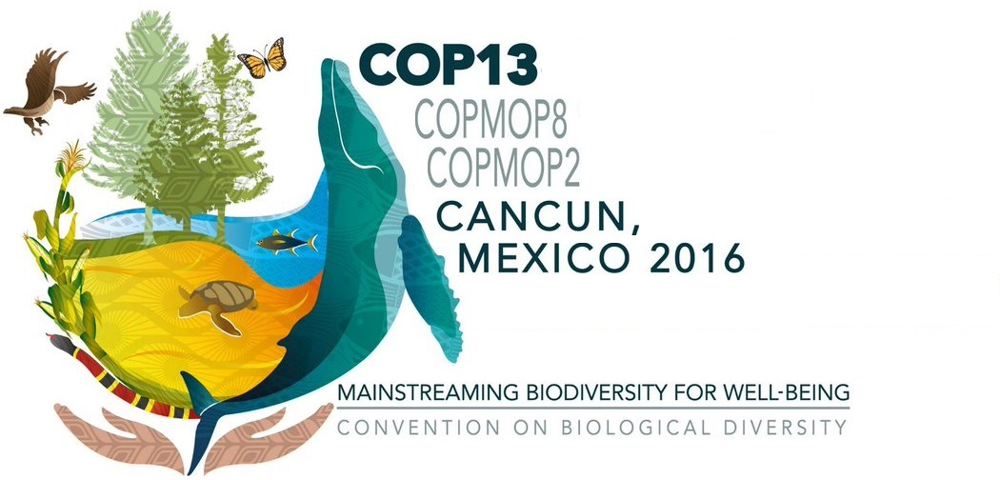 COP13
COPMOP8
COPMOP2
CANCUN,
MEXICO 2016
MAINSTREAMING BIODIVERSITY FOR WELL-BEING
CONVENTION ON BIOLOGICAL DIVERSITY